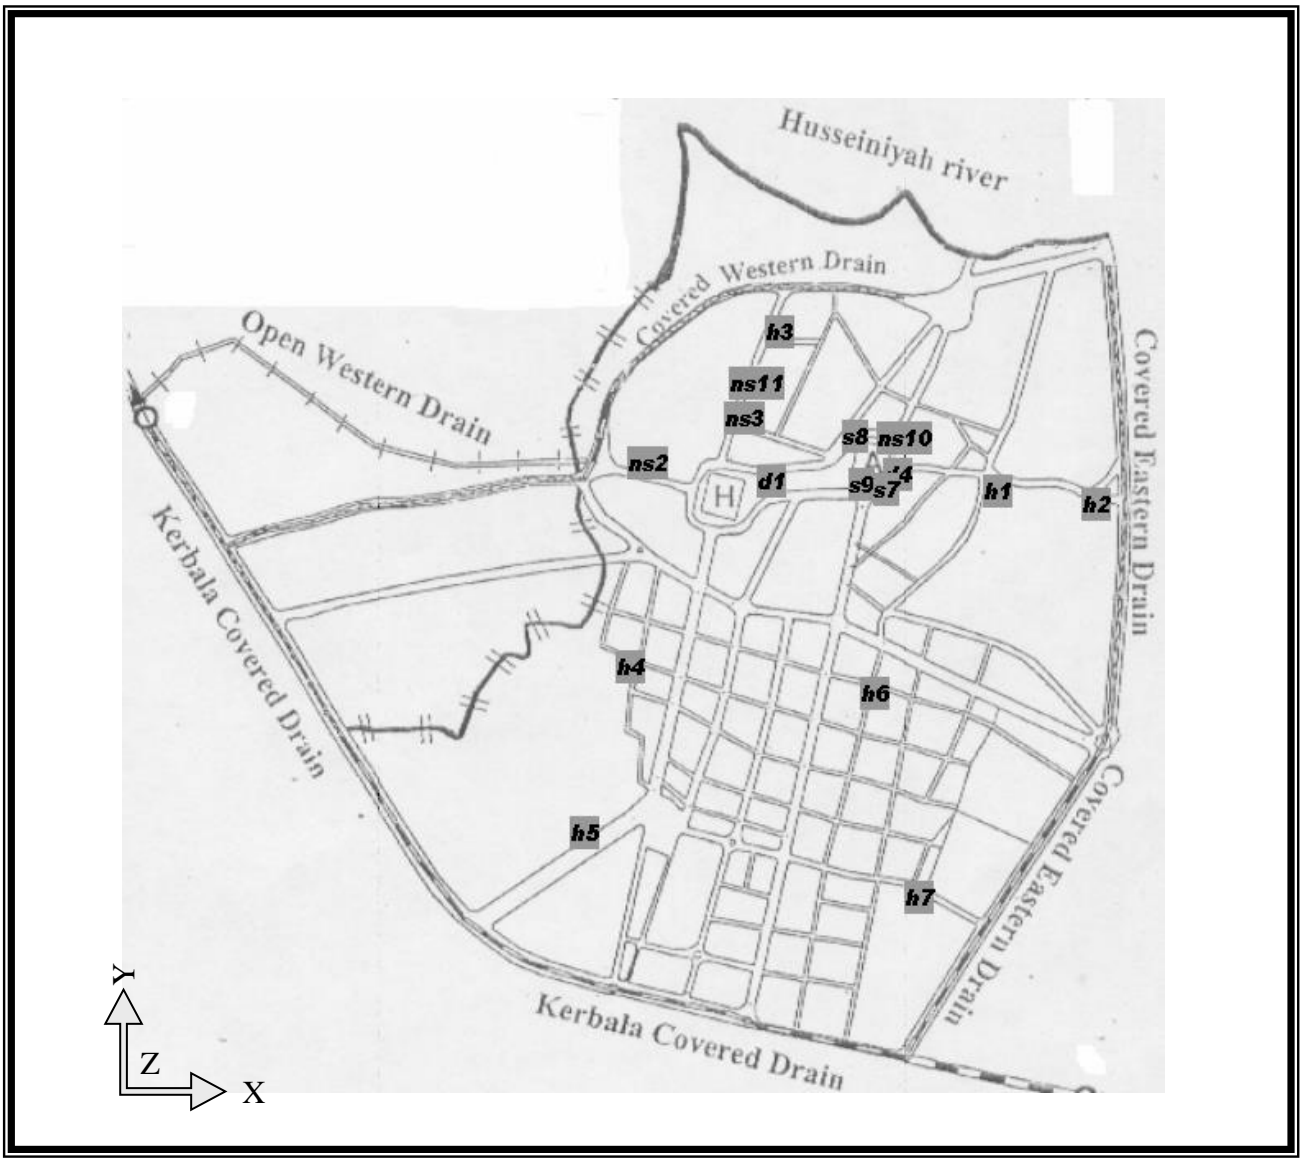 Husseiniyah river
Covered Western Drain
Open Western Drain
Covered Eastern Drain
h3
ns11
ns3
s8
ns10
ns2
d1
s9
s7
h1
h2
H
Kerbala Covered Drain
h4
h6
h5
h7
Covered Eastern Drain
Kerbala Covered Drain
Y
Z
X